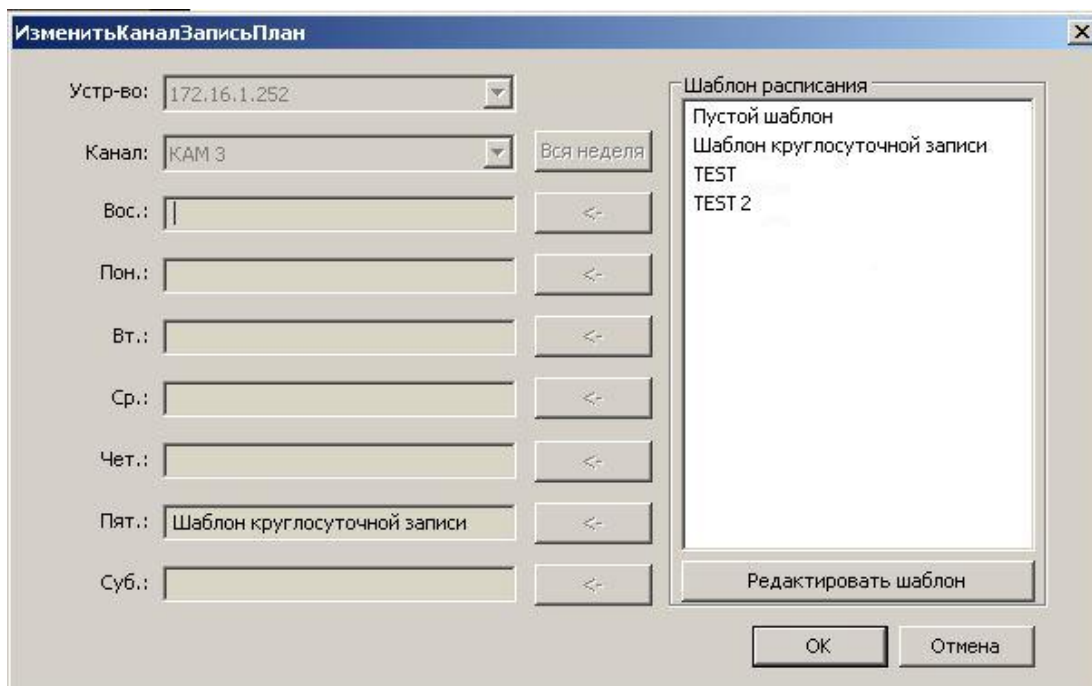 ИзменитьКаналЗаписьПлан
Устр-во: 172.16.1.252
Канал: КАМ 3 Вся неделя
Вос.: <-
Пон.: <-
Вт.: <-
Ср.: <-
Чет.: <-
Пят.: Шаблон круглосуточной записи <-
Суб.: <-
Шаблон расписания
Пустой шаблон
Шаблон круглосуточной записи
TEST
TEST 2
Редактировать шаблон
OK Отмена